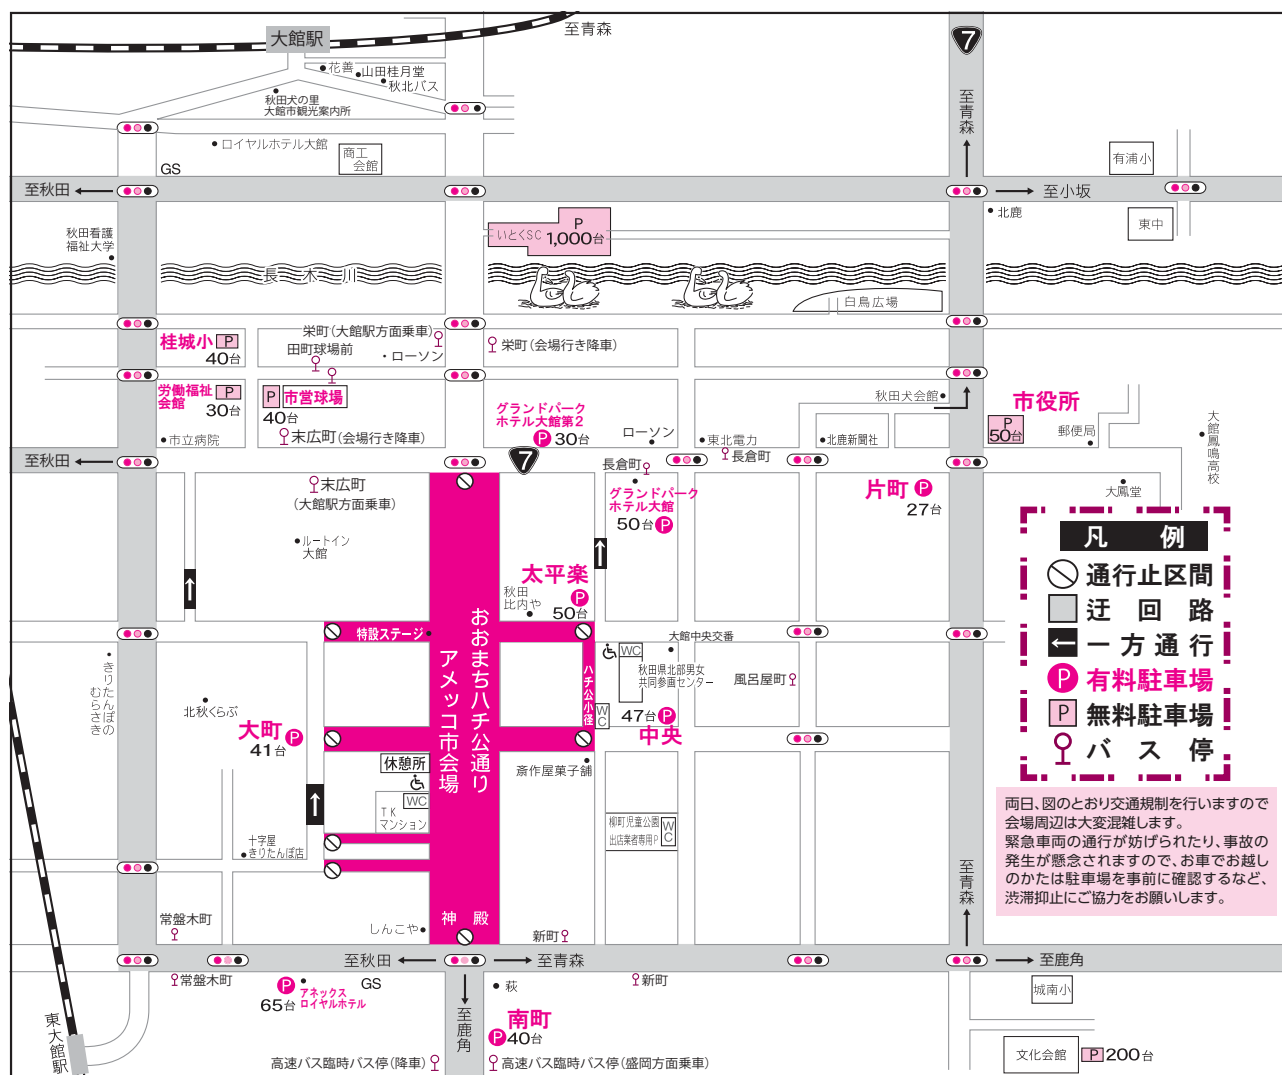 大館駅
至青森
7
花善
山田桂月堂
秋北バス
秋田犬の里
大館市観光案内所
至青森
ロイヤルホテル大館
商工
会館
有浦小
GS
至秋田
至小坂
北鹿
東中
秋田看護
福祉大学
いとくSC
P
1,000台
長木川
白鳥広場
桂城小 P
40台
栄町(大館駅方面乗車)
田町球場前
・ローソン
栄町(会場行き降車)
労働福祉
会館
P
30台
P 市営球場
40台
秋田犬会館
市役所
P
50台
グランドパーク
ホテル大館第2
P 30台
市立病院
末広町(会場行き降車)
ローソン
東北電力
長倉町
北鹿新聞社
郵便局
大館鳳鳴高校
至秋田
7
長倉町
末広町
(大館駅方面乗車)
グランドパーク
ホテル大館
50台 P
片町 P
27台
大鳳堂
凡例
通行止区間
迂回路
一方通行
P 有料駐車場
P 無料駐車場
バス停
ルートイン
大館
太平楽
P
50台
秋田
比内や
おおまちハチ公通り
アメッコ市会場
特設ステージ
大館中央交番
WC
秋田県北部男女
共同参画センター
ハチ公小径
WC
風呂屋町
47台 P
中央
きりたんぽの
むらさき
北秋くらぶ
大町 P
41台
休憩所
WC
TK
マンション
斎作屋菓子舗
柳町児童公園
出店業者専用P
WC
両日、図のとおり交通規制を行いますので
会場周辺は大変混雑します。
緊急車両の通行が妨げられたり、事故の
発生が懸念されますので、お車でお越し
のかたは駐車場を事前に確認するなど、
渋滞抑止にご協力をお願いします。
十字屋
きりたんぽ店
至青森
常盤木町
しんこや
神殿
新町
至秋田
至青森
至鹿角
常盤木町
P
65台
アネックス
ロイヤルホテル
GS
萩
新町
城南小
至鹿角
南町
P 40台
東大館駅
高速バス臨時バス停(降車)
高速バス臨時バス停(盛岡方面乗車)
文化会館
P 200台